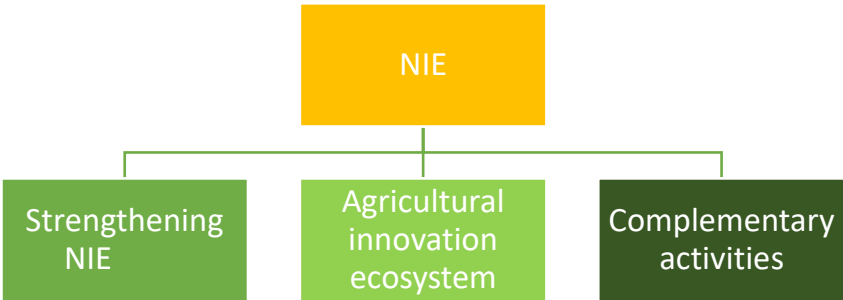 NIE
Strengthening
NIE
Agricultural
innovation
ecosystem
Complementary
activities